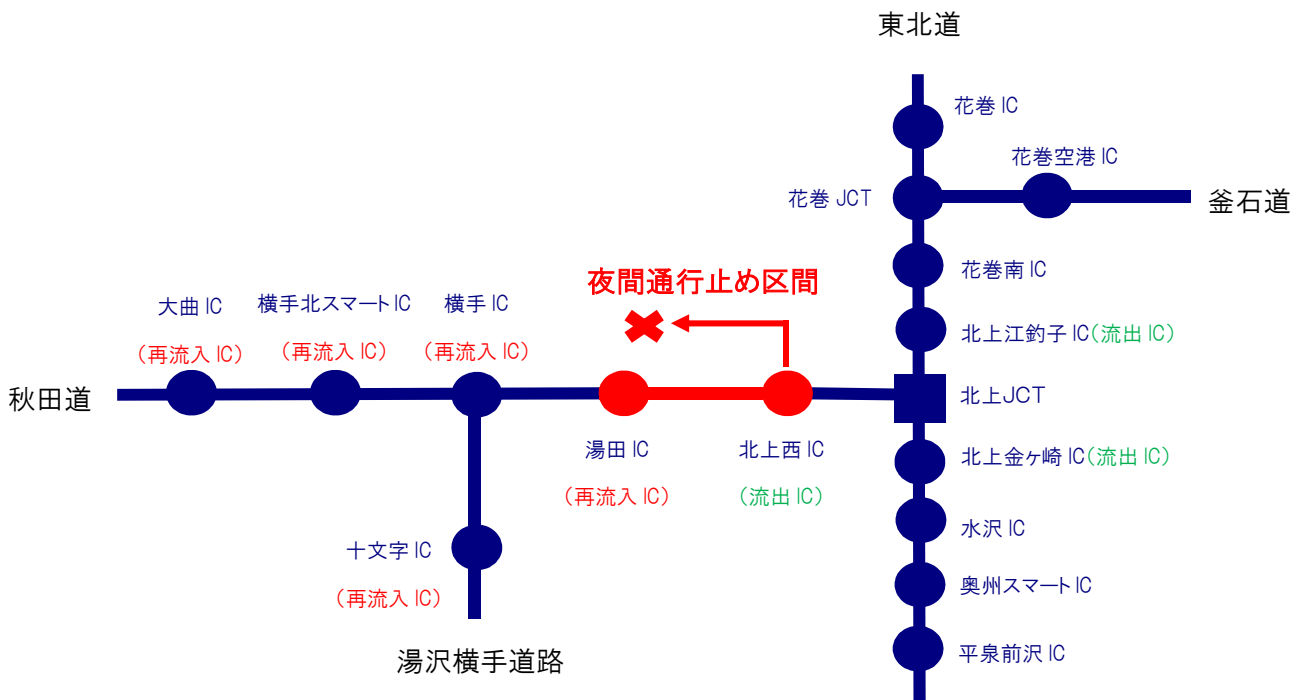 東北道
花巻 IC
花巻空港 IC
花巻 JCT
釜石道
花巻南 IC
夜間通行止め区間
大曲 IC
横手北スマート IC
横手 IC
北上江釣子 IC(流出 IC)
(再流入 IC)
(再流入 IC)
(再流入 IC)
秋田道
北上JCT
湯田 IC
北上西 IC
北上金ヶ崎 IC(流出 IC)
(再流入 IC)
(流出 IC)
水沢 IC
十文字 IC
(再流入 IC)
奥州スマート IC
湯沢横手道路
平泉前沢 IC